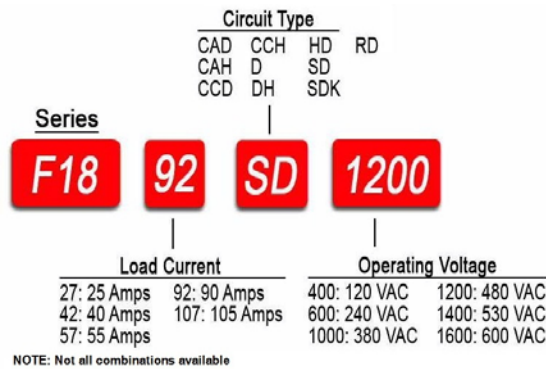 Circuit Type
CAD CCH HD RD
CAH D SD
CCD DH SDK
Series
F18 92 SD 1200
Load Current
27: 25 Amps 92: 90 Amps
42: 40 Amps 107: 105 Amps
57: 55 Amps
Operating Voltage
400: 120 VAC 1200: 480 VAC
600: 240 VAC 1400: 530 VAC
1000: 380 VAC 1600: 600 VAC
NOTE: Not all combinations available